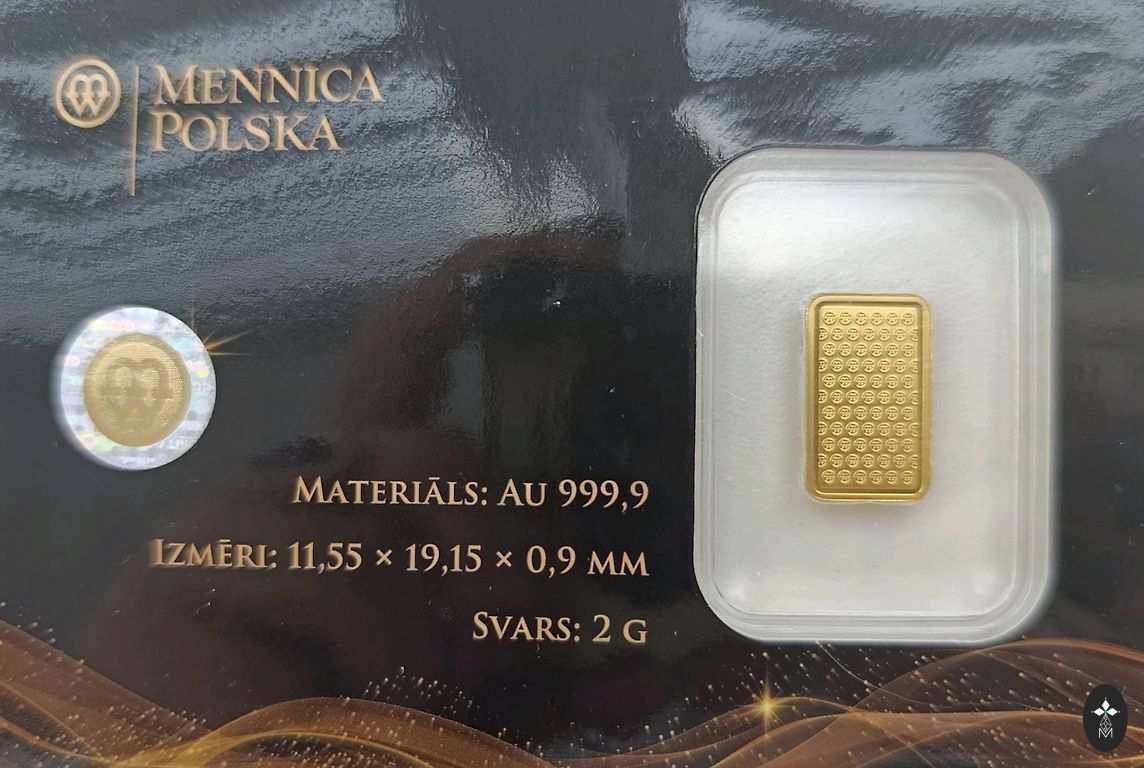 MENNICA
POLSKA
MATERIĀLS: AU 999,9
IZMĒRI: 11,55 × 19,15 × 0,9 MM
SVARS: 2 G
M